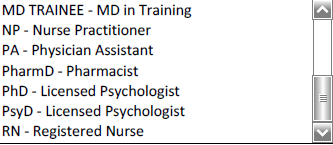 MD TRAINEE - MD in Training
NP - Nurse Practitioner
PA - Physician Assistant
PharmD - Pharmacist
PhD - Licensed Psychologist
PsyD - Licensed Psychologist
RN - Registered Nurse